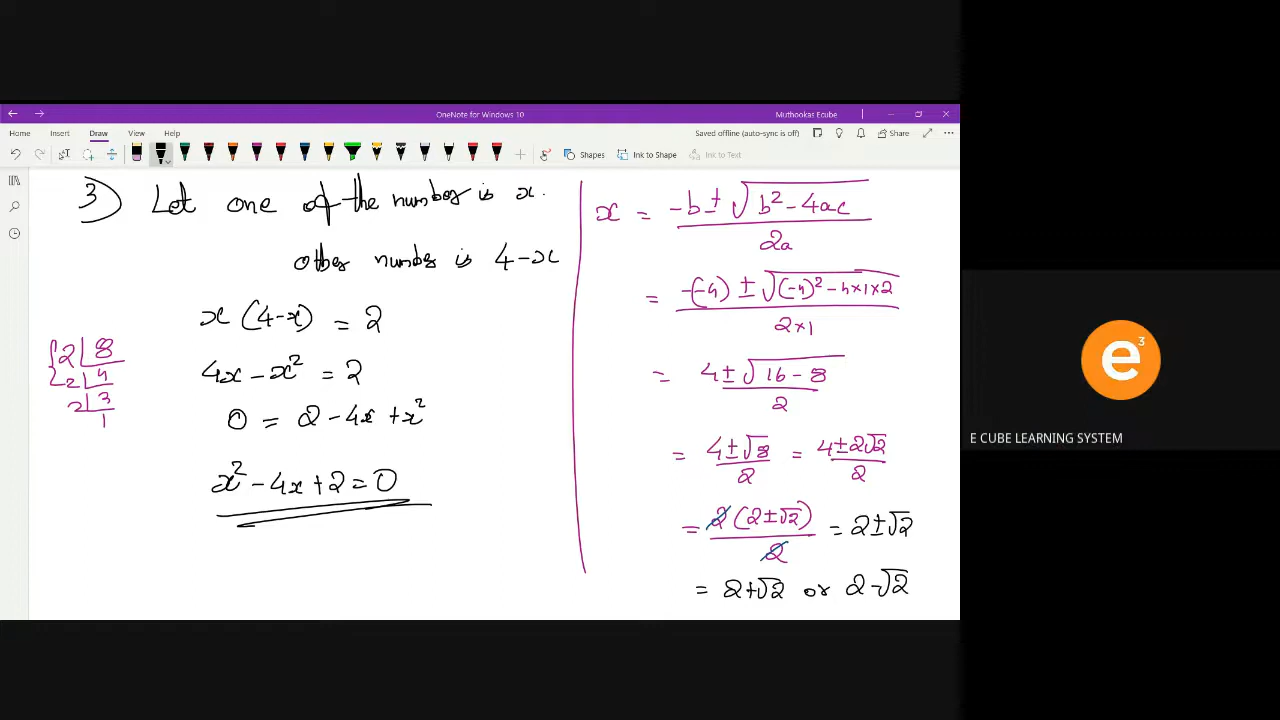 OneNote for Windows 10
Muthookas Ecube
Home Insert Draw View Help
Saved offline (auto-sync is off)
Share
Shapes
Ink to Shape
Ink to Text
3) Let one of the number is x.
other number is 4-x
x(4-x) = 2
4x - x² = 2
0 = 2 - 4x + x²
x² - 4x + 2 = 0
2 | 8
2 | 4
2 | 3
1
x = (-b ± √(b² - 4ac)) / 2a
= (-(-4) ± √((-4)² - 4×1×2)) / 2×1
= (4 ± √(16 - 8)) / 2
= (4 ± √8) / 2 = (4 ± 2√2) / 2
= 2(2 ± √2) / 2 = 2 ± √2
= 2+√2 or 2-√2
e³
E CUBE LEARNING SYSTEM